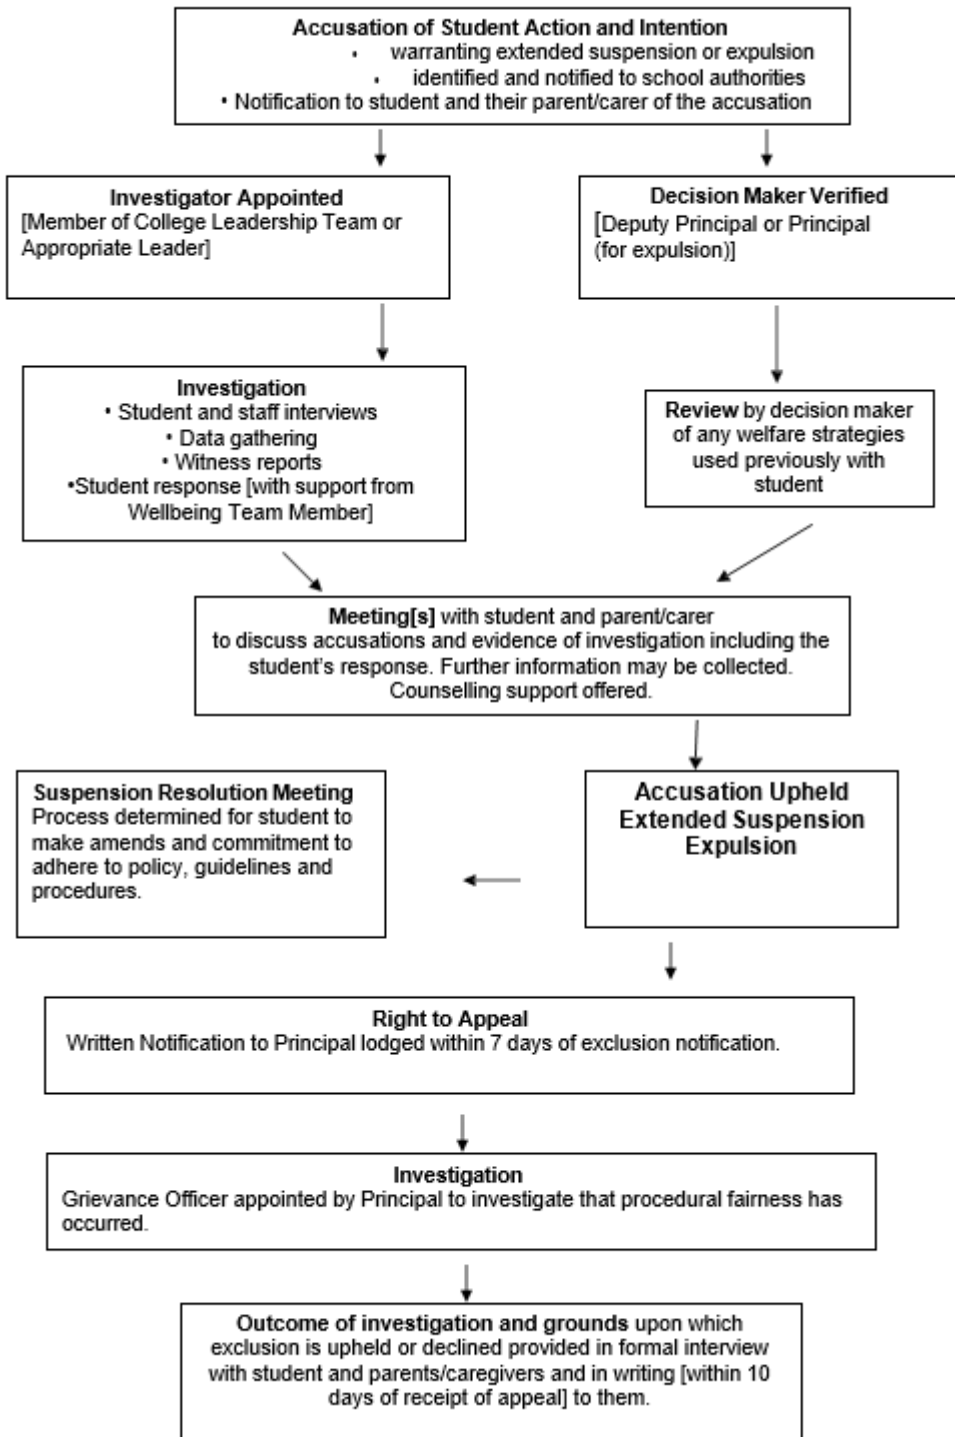 Accusation of Student Action and Intention
• warranting extended suspension or expulsion
• identified and notified to school authorities
• Notification to student and their parent/carer of the accusation
Investigator Appointed
[Member of College Leadership Team or
Appropriate Leader]
Decision Maker Verified
[Deputy Principal or Principal
(for expulsion)]
Investigation
• Student and staff interviews
• Data gathering
• Witness reports
•Student response [with support from
Wellbeing Team Member]
Review by decision maker
of any welfare strategies
used previously with
student
Meeting[s] with student and parent/carer
to discuss accusations and evidence of investigation including the
student's response. Further information may be collected.
Counselling support offered.
Suspension Resolution Meeting
Process determined for student to
make amends and commitment to
adhere to policy, guidelines and
procedures.
Accusation Upheld
Extended Suspension
Expulsion
Right to Appeal
Written Notification to Principal lodged within 7 days of exclusion notification.
Investigation
Grievance Officer appointed by Principal to investigate that procedural fairness has
occurred.
Outcome of investigation and grounds upon which
exclusion is upheld or declined provided in formal interview
with student and parents/caregivers and in writing [within 10
days of receipt of appeal] to them.